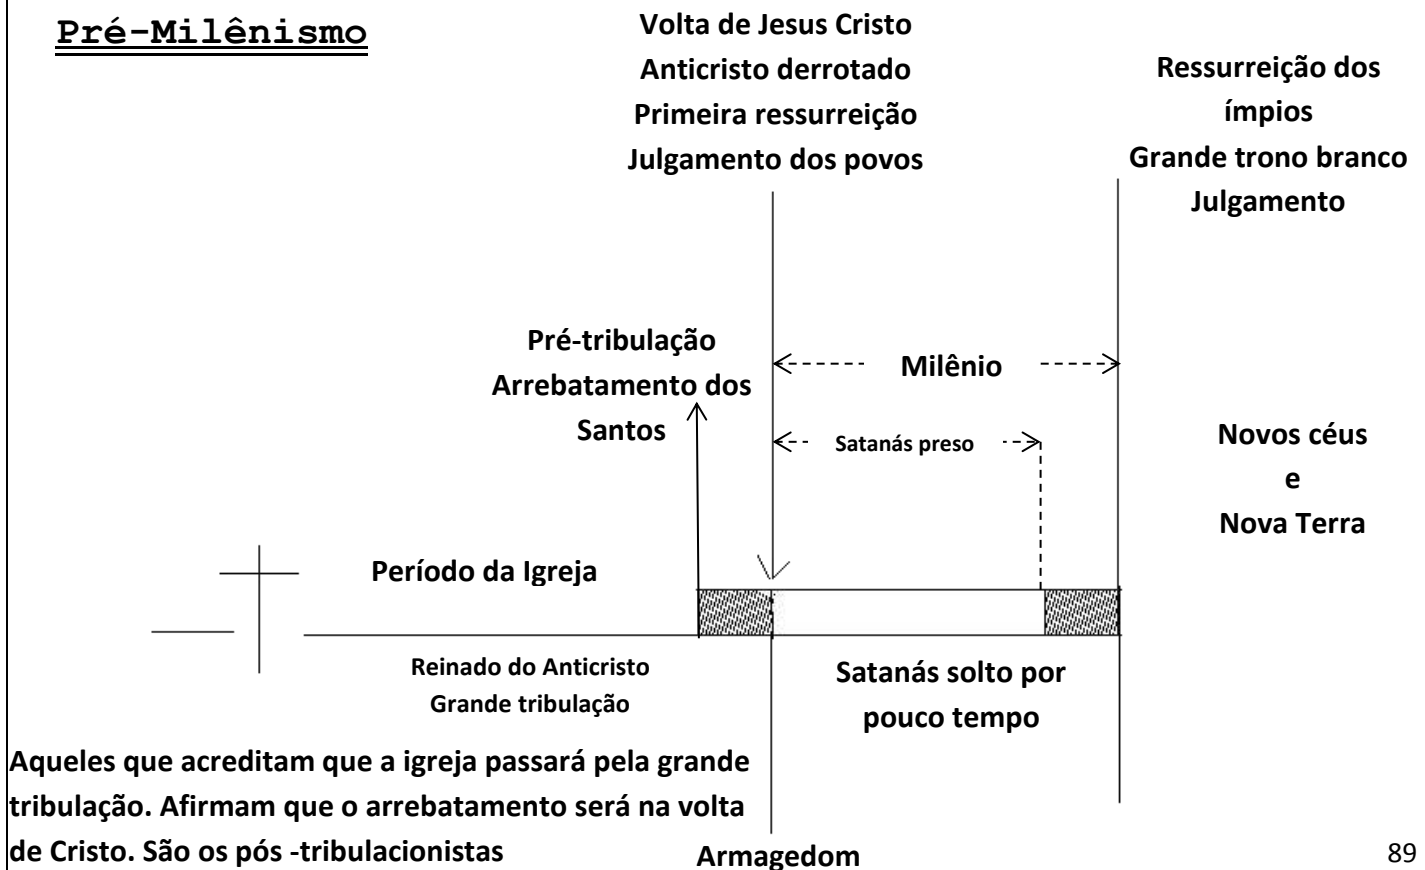 Pré-Milênismo
Volta de Jesus Cristo
Anticristo derrotado
Primeira ressurreição
Julgamento dos povos
Ressurreição dos
ímpios
Grande trono branco
Julgamento
Pré-tribulação
Arrebatamento dos
Santos
Milênio
Satanás preso
Novos céus
e
Nova Terra
Período da Igreja
Reinado do Anticristo
Grande tribulação
Satanás solto por
pouco tempo
Aqueles que acreditam que a igreja passará pela grande
tribulação. Afirmam que o arrebatamento será na volta
de Cristo. São os pós -tribulacionistas
Armagedom
89